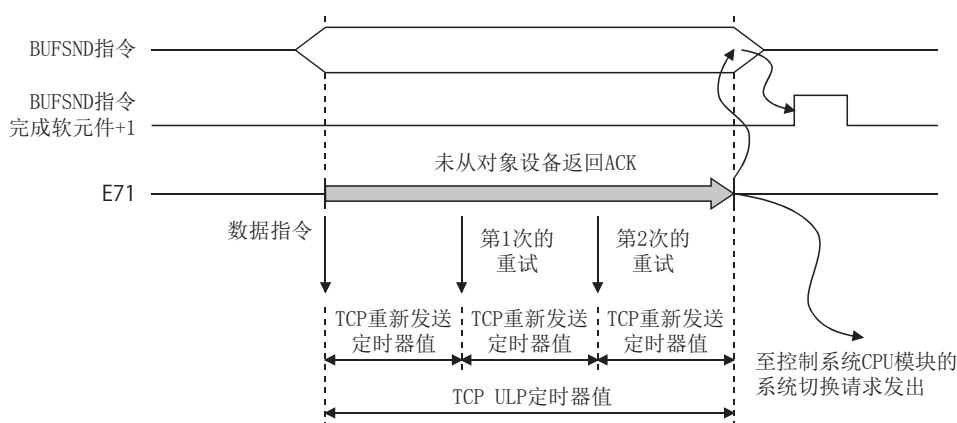 BUFSND指令
BUFSND指令
完成软元件+1
未从对象设备返回ACK
E71
数据指令
第1次的
重试
第2次的
重试
TCP重新发送
定时器值
TCP重新发送
定时器值
TCP重新发送
定时器值
至控制系统CPU模块的
系统切换请求发出
TCP ULP定时器值